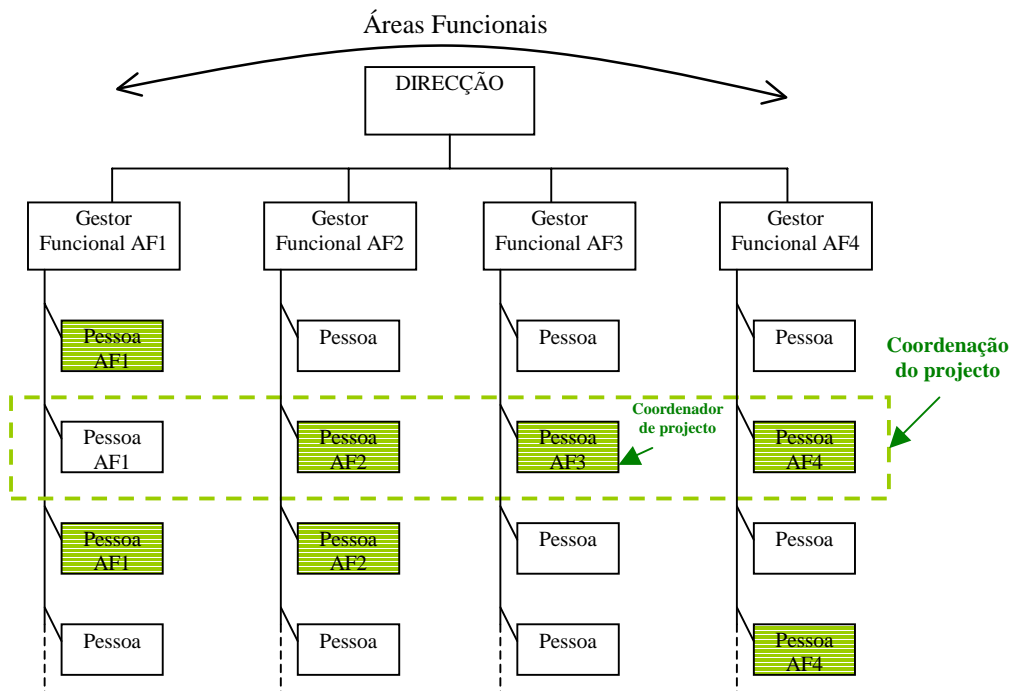 Áreas Funcionais
DIRECÇÃO
Gestor
Funcional AF1
Gestor
Funcional AF2
Gestor
Funcional AF3
Gestor
Funcional AF4
Pessoa
AF1
Pessoa
Pessoa
Pessoa
Coordenação
do projecto
Pessoa
AF1
Pessoa
AF2
Pessoa
AF3
Coordenador
de projecto
Pessoa
AF4
Pessoa
AF1
Pessoa
AF2
Pessoa
Pessoa
Pessoa
Pessoa
Pessoa
Pessoa
AF4